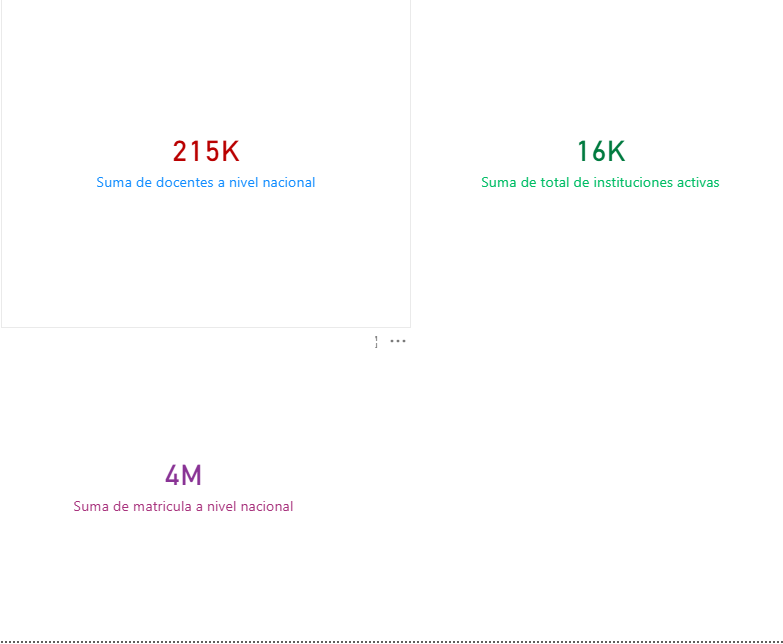 215K
Suma de docentes a nivel nacional
16K
Suma de total de instituciones activas
4M
Suma de matricula a nivel nacional